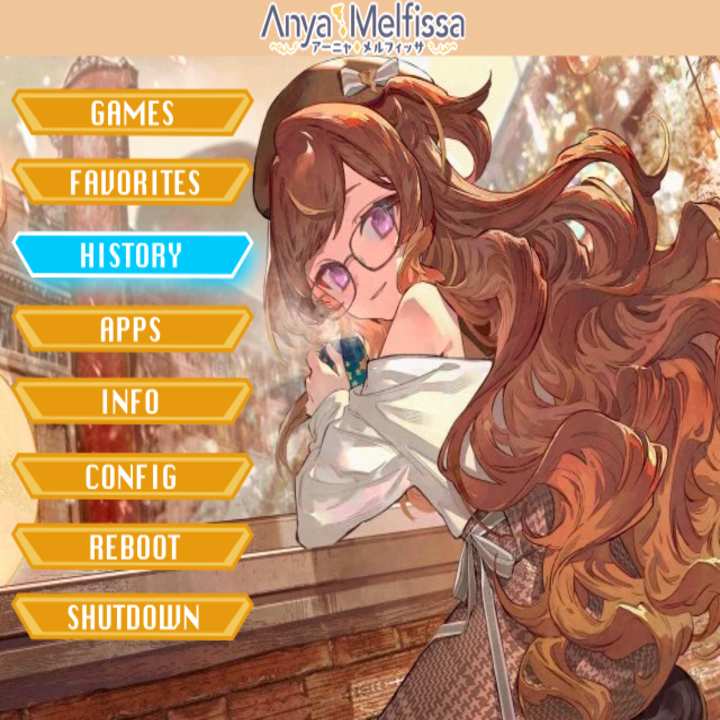 Anya Melfissa
アーニャ・メルフィッサ
GAMES
FAVORITES
HISTORY
APPS
INFO
CONFIG
REBOOT
SHUTDOWN